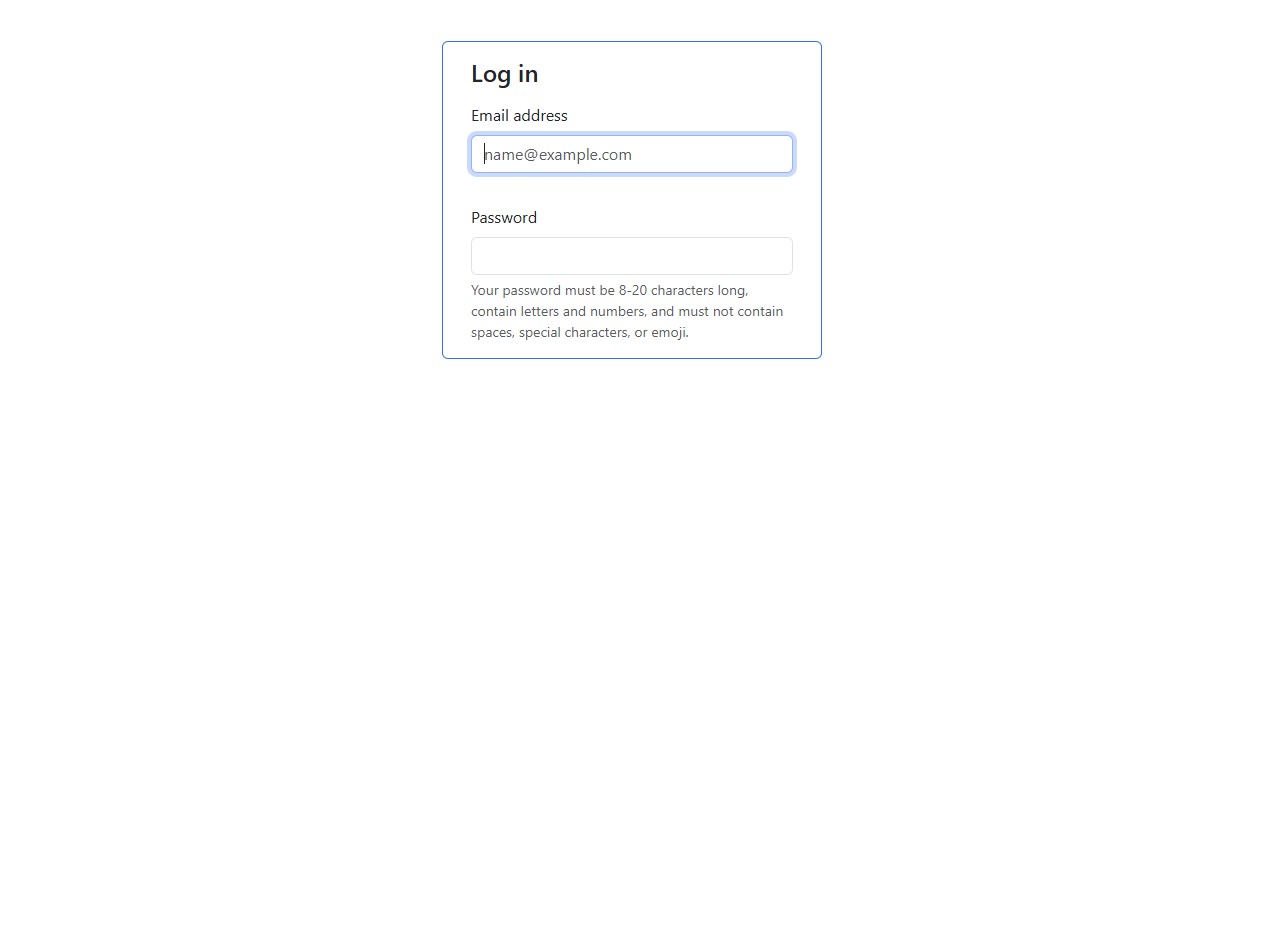 Log in
Email address
name@example.com
Password
Your password must be 8-20 characters long,
contain letters and numbers, and must not contain
spaces, special characters, or emoji.